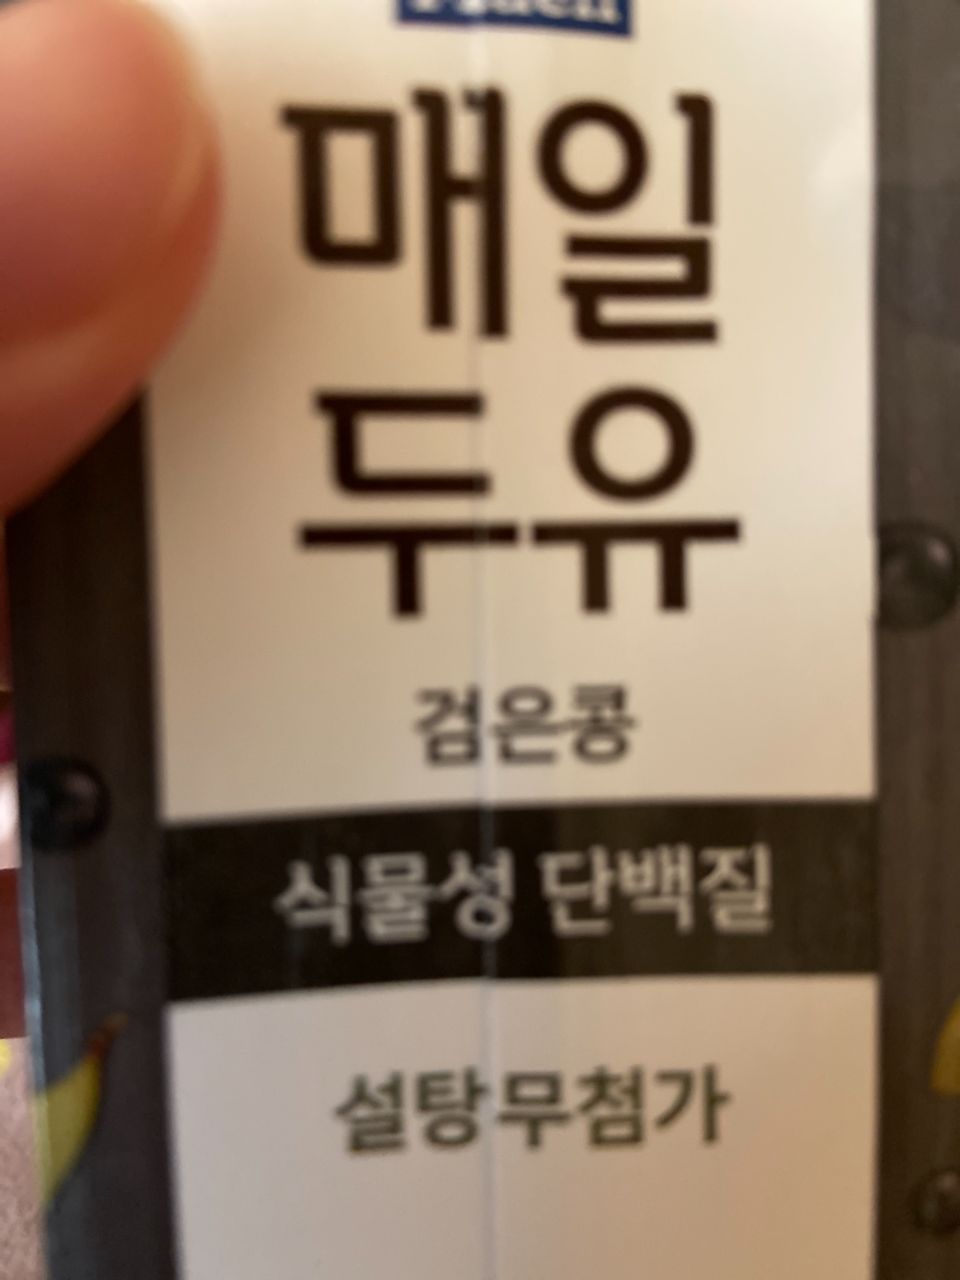 매일
두유
검은콩
식물성 단백질
설탕무첨가